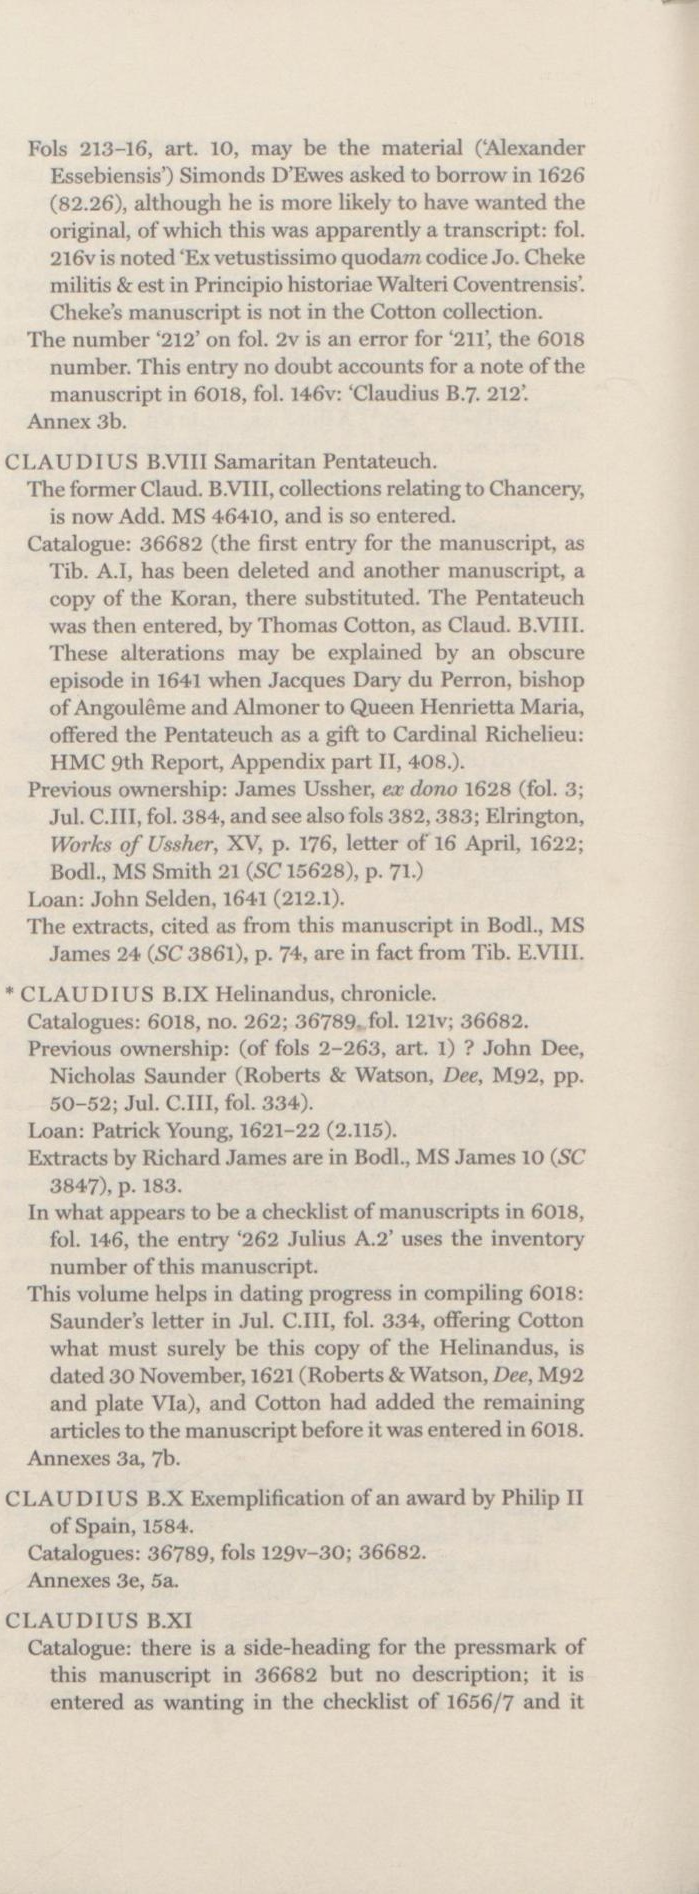 Fols 213–16, art. 10, may be the material (‘Alexander
Essebiensis’) Simonds D’Ewes asked to borrow in 1626
(82.26), although he is more likely to have wanted the
original, of which this was apparently a transcript: fol.
216v is noted ‘Ex vetustissimo quodam codice Jo. Cheke
militis & est in Principio historiae Walteri Coventrensis’.
Cheke’s manuscript is not in the Cotton collection.
The number ‘212’ on fol. 2v is an error for ‘211’, the 6018
number. This entry no doubt accounts for a note of the
manuscript in 6018, fol. 146v: ‘Claudius B.7. 212’.
Annex 3b.
CLAUDIUS B.VIII Samaritan Pentateuch.
The former Claud. B.VIII, collections relating to Chancery,
is now Add. MS 46410, and is so entered.
Catalogue: 36682 (the first entry for the manuscript, as
Tib. A.I, has been deleted and another manuscript, a
copy of the Koran, there substituted. The Pentateuch
was then entered, by Thomas Cotton, as Claud. B.VIII.
These alterations may be explained by an obscure
episode in 1641 when Jacques Dary du Perron, bishop
of Angoulême and Almoner to Queen Henrietta Maria,
offered the Pentateuch as a gift to Cardinal Richelieu:
HMC 9th Report, Appendix part II, 408.).
Previous ownership: James Ussher, ex dono 1628 (fol. 3;
Jul. C.III, fol. 384, and see also fols 382, 383; Elrington,
Works of Ussher, XV, p. 176, letter of 16 April, 1622;
Bodl., MS Smith 21 (SC 15628), p. 71.)
Loan: John Selden, 1641 (212.1).
The extracts, cited as from this manuscript in Bodl., MS
James 24 (SC 3861), p. 74, are in fact from Tib. E.VIII.
* CLAUDIUS B.IX Helinandus, chronicle.
Catalogues: 6018, no. 262; 36789, fol. 121v; 36682.
Previous ownership: (of fols 2–263, art. 1) ? John Dee,
Nicholas Saunder (Roberts & Watson, Dee, M92, pp.
50–52; Jul. C.III, fol. 334).
Loan: Patrick Young, 1621–22 (2.115).
Extracts by Richard James are in Bodl., MS James 10 (SC
3847), p. 183.
In what appears to be a checklist of manuscripts in 6018,
fol. 146, the entry ‘262 Julius A.2’ uses the inventory
number of this manuscript.
This volume helps in dating progress in compiling 6018:
Saunder’s letter in Jul. C.III, fol. 334, offering Cotton
what must surely be this copy of the Helinandus, is
dated 30 November, 1621 (Roberts & Watson, Dee, M92
and plate VIa), and Cotton had added the remaining
articles to the manuscript before it was entered in 6018.
Annexes 3a, 7b.
CLAUDIUS B.X Exemplification of an award by Philip II
of Spain, 1584.
Catalogues: 36789, fols 129v–30; 36682.
Annexes 3e, 5a.
CLAUDIUS B.XI
Catalogue: there is a side-heading for the pressmark of
this manuscript in 36682 but no description; it is
entered as wanting in the checklist of 1656/7 and it